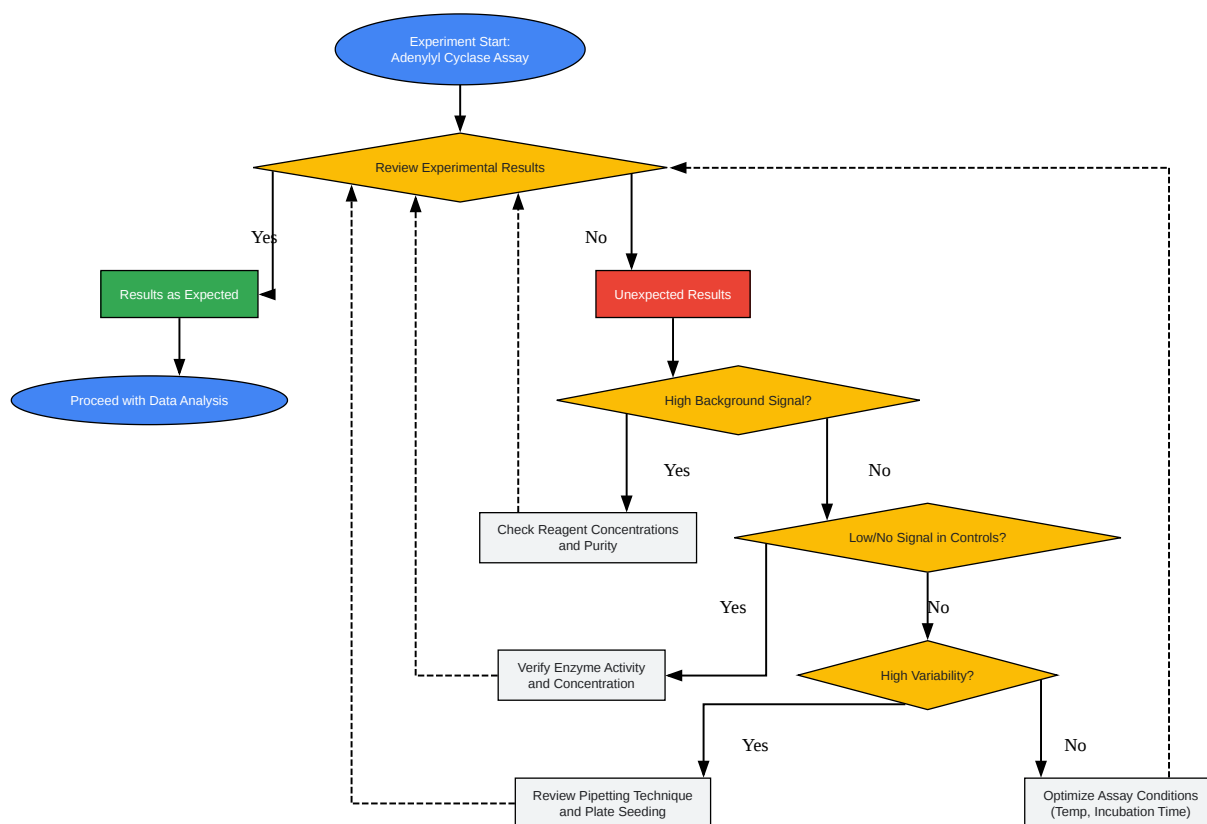 Experiment Start:
Adenylyl Cyclase Assay
Review Experimental Results
Yes
No
Results as Expected
Unexpected Results
Proceed with Data Analysis
High Background Signal?
Yes
No
Check Reagent Concentrations
and Purity
Low/No Signal in Controls?
Yes
No
Verify Enzyme Activity
and Concentration
High Variability?
Yes
No
Review Pipetting Technique
and Plate Seeding
Optimize Assay Conditions
(Temp, Incubation Time)